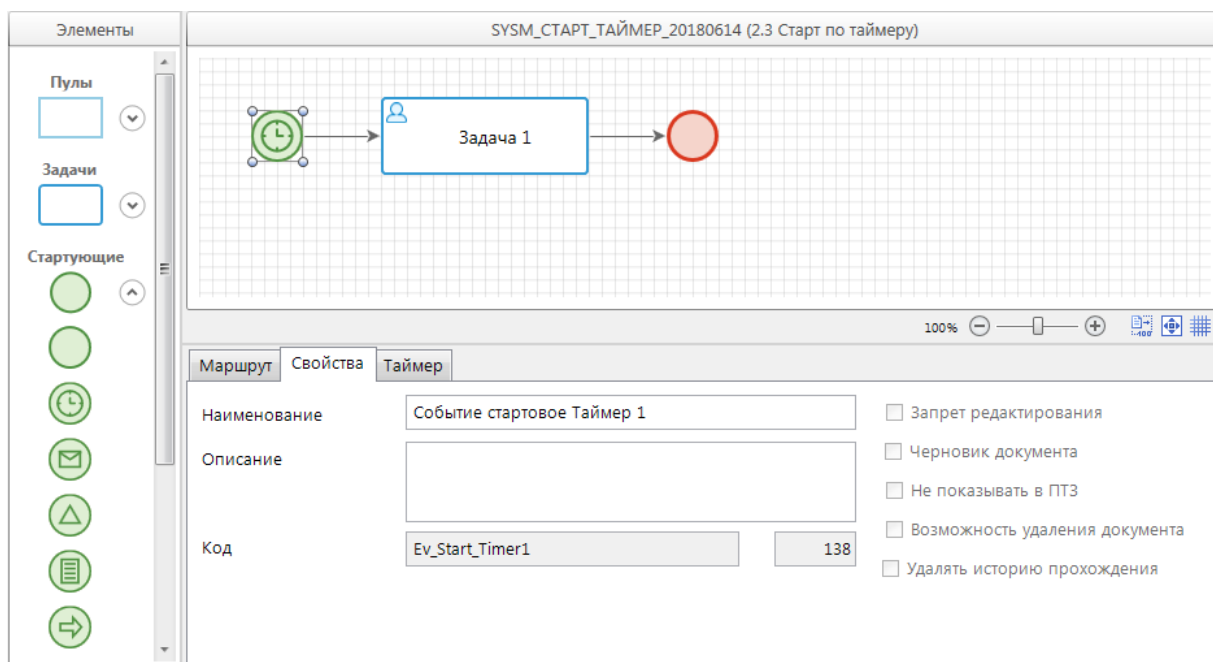 Элементы
Пулы
Задачи
Стартующие
SYSM_СТАРТ_ТАЙМЕР_20180614 (2.3 Старт по таймеру)
Задача 1
100%
Маршрут
Свойства
Таймер
Наименование
Событие стартовое Таймер 1
Описание
Код
Ev_Start_Timer1
138
Запрет редактирования
Черновик документа
Не показывать в ПТЗ
Возможность удаления документа
Удалять историю прохождения